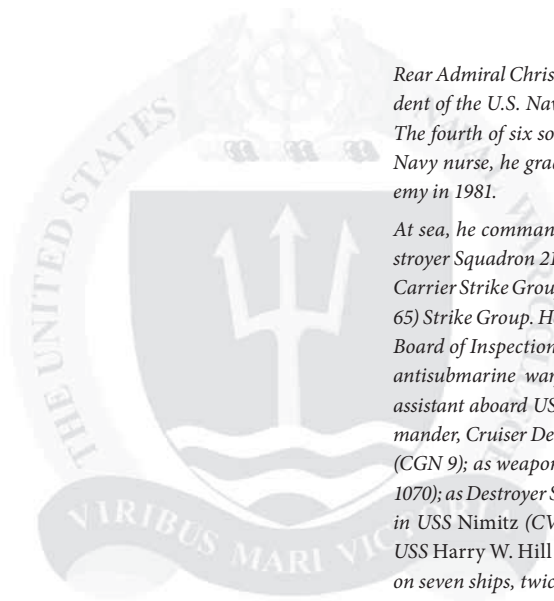 THE UNITED STATES
VIRIBUS MARI VIC
Rear Admiral Chris
dent of the U.S. Nav
The fourth of six so
Navy nurse, he grad
emy in 1981.
At sea, he comman
stroyer Squadron 21
Carrier Strike Grou
65) Strike Group. H
Board of Inspection
antisubmarine war
assistant aboard US
mander, Cruiser De
(CGN 9); as weapon
1070); as Destroyer S
in USS Nimitz (CV
USS Harry W. Hill
on seven ships, twic